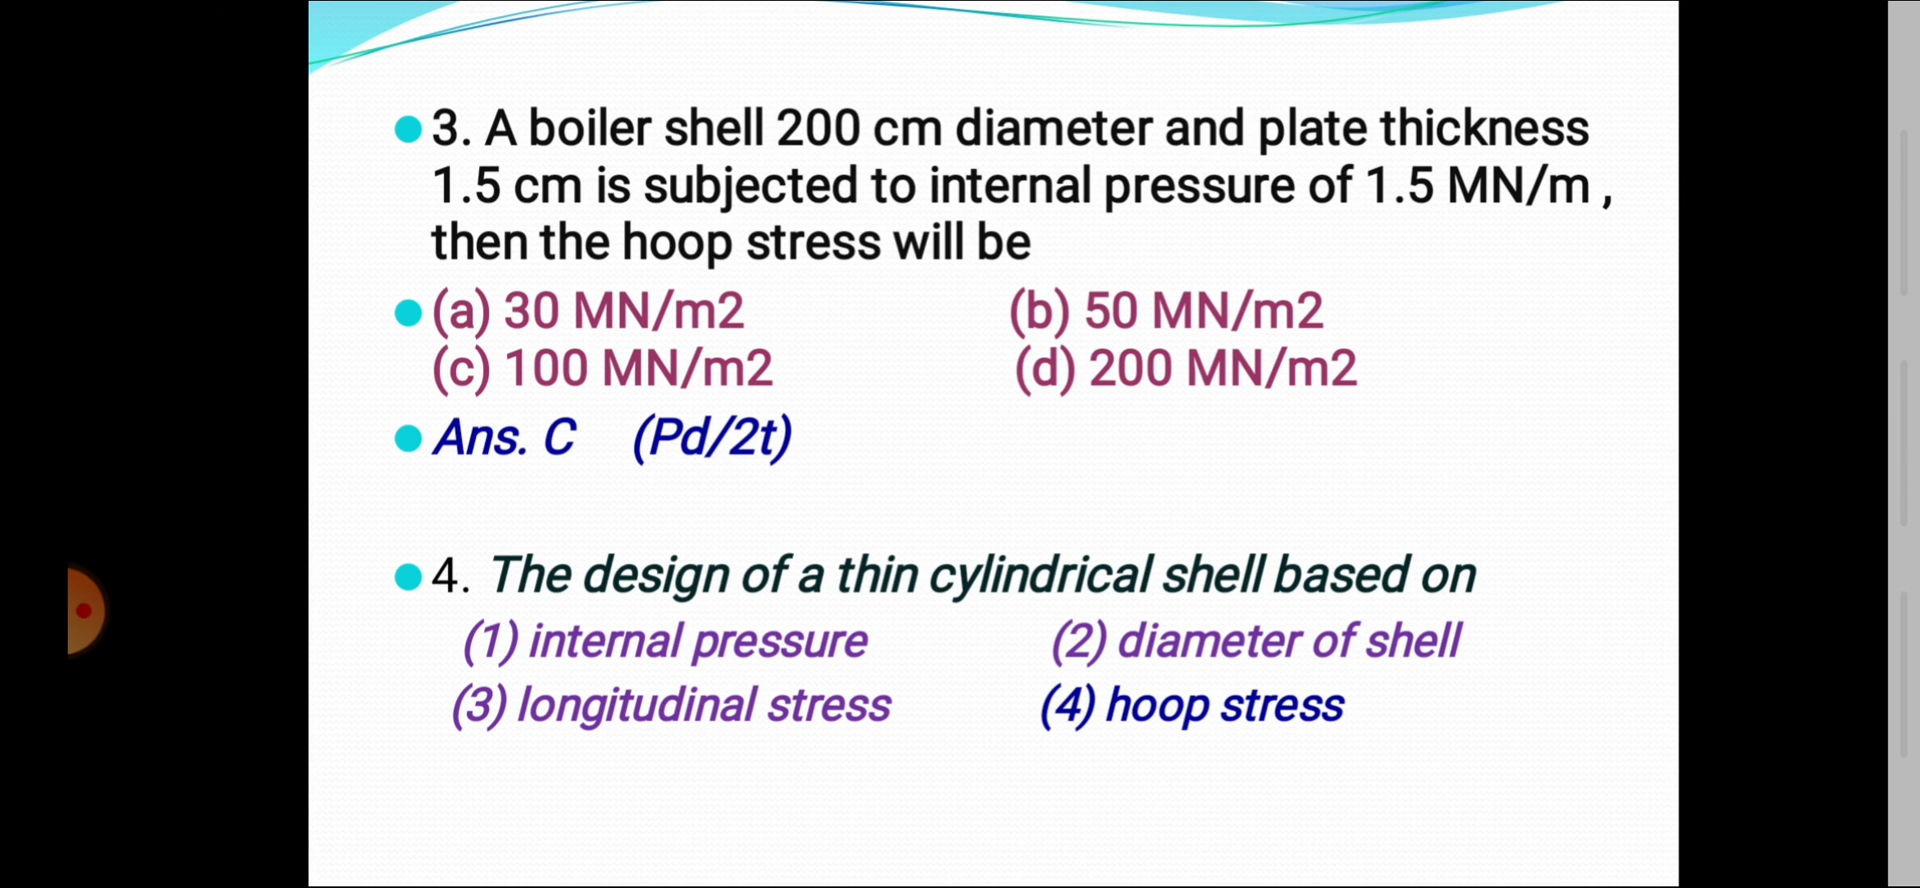 3. A boiler shell 200 cm diameter and plate thickness
1.5 cm is subjected to internal pressure of 1.5 MN/m ,
then the hoop stress will be
(a) 30 MN/m2 (b) 50 MN/m2
(c) 100 MN/m2 (d) 200 MN/m2
Ans. C (Pd/2t)
4. The design of a thin cylindrical shell based on
(1) internal pressure (2) diameter of shell
(3) longitudinal stress (4) hoop stress